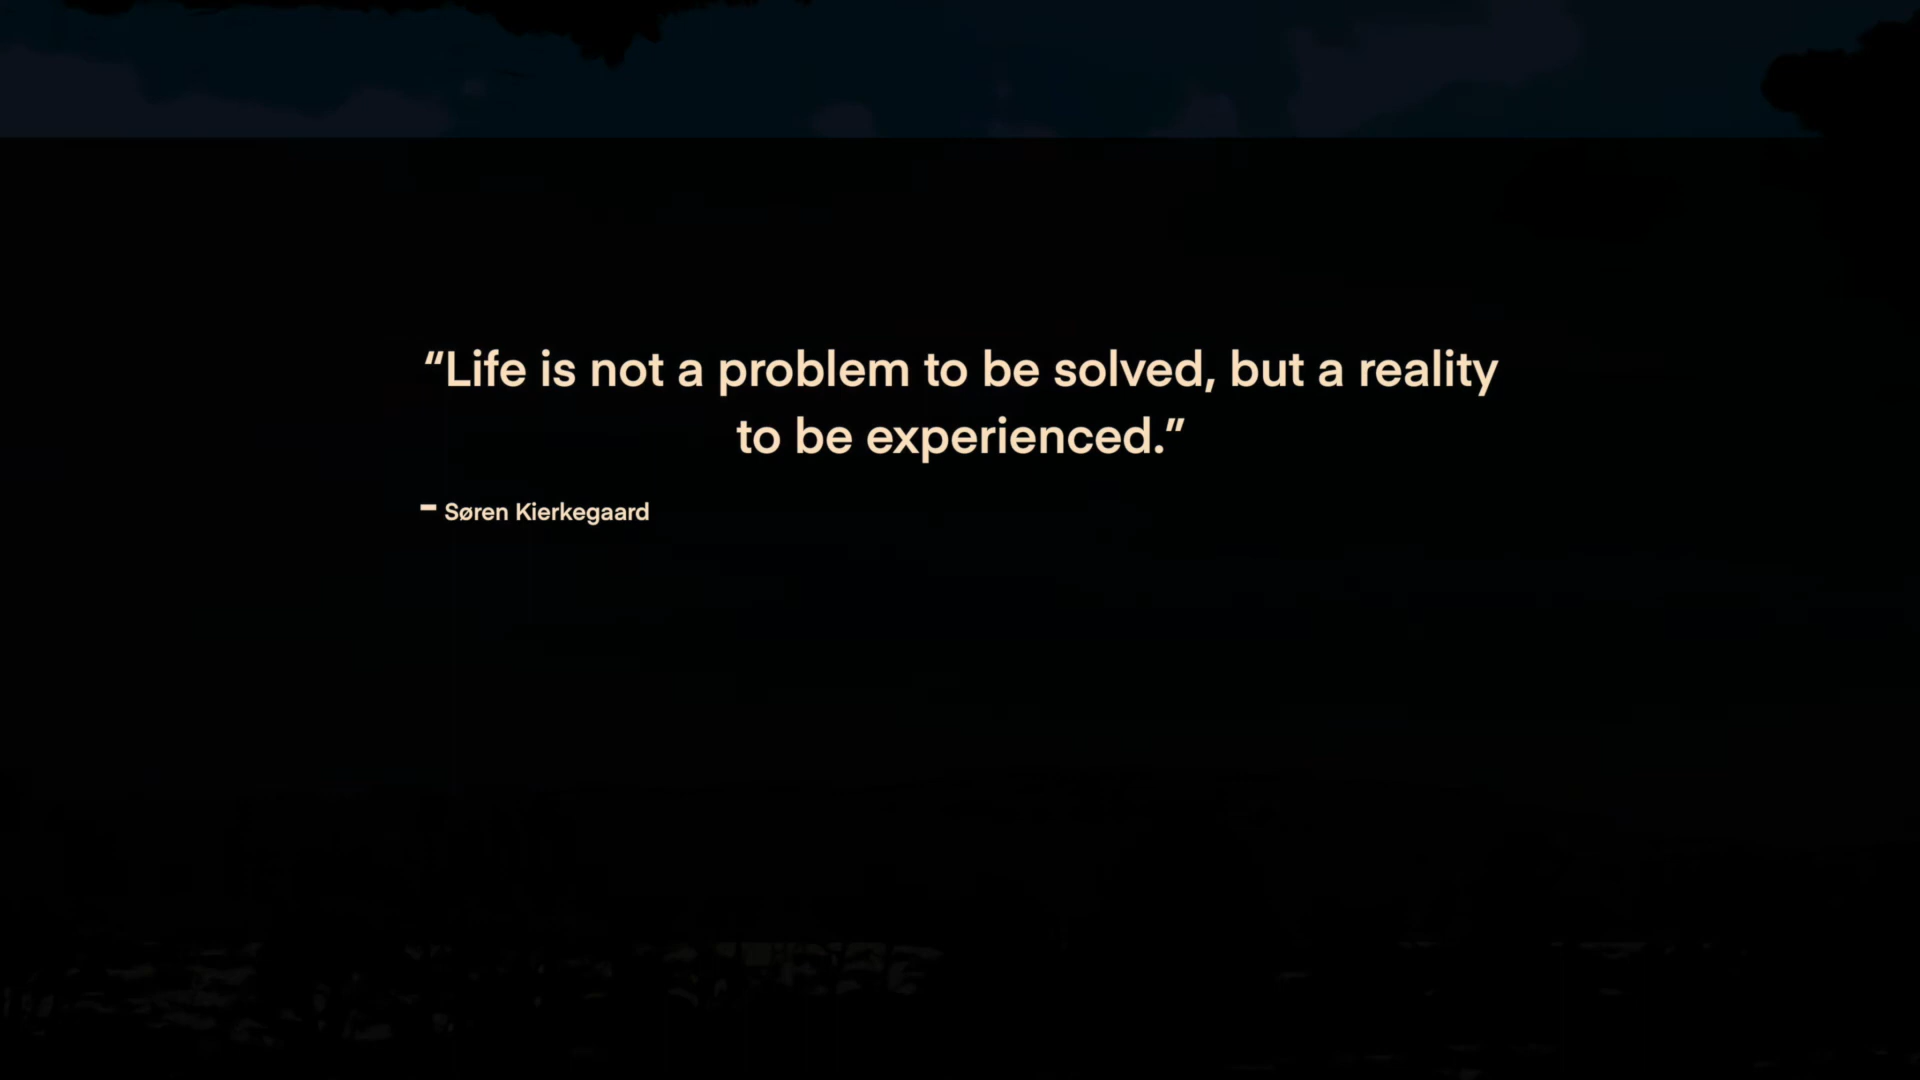 “Life is not a problem to be solved, but a reality
to be experienced.”
- Søren Kierkegaard